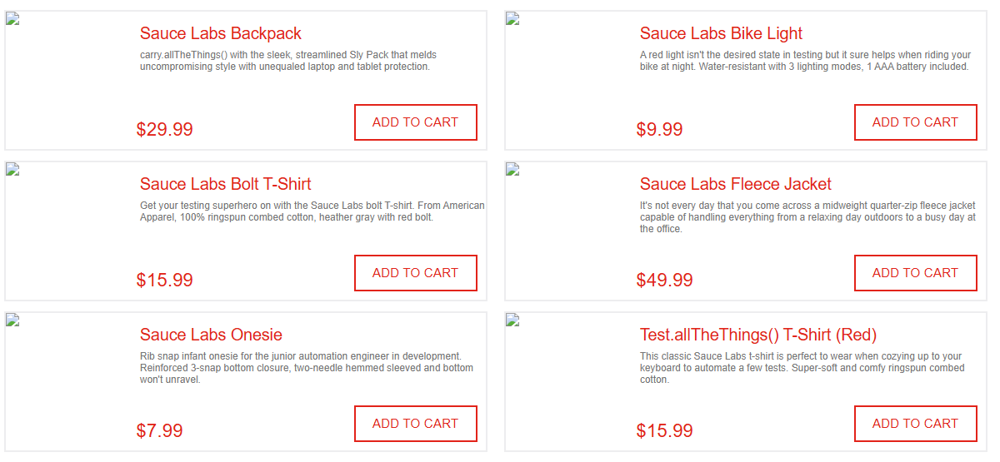 Sauce Labs Backpack
carry.allTheThings() with the sleek, streamlined Sly Pack that melds
uncompromising style with unequaled laptop and tablet protection.
$29.99
ADD TO CART
Sauce Labs Bike Light
A red light isn't the desired state in testing but it sure helps when riding your
bike at night. Water-resistant with 3 lighting modes, 1 AAA battery included.
$9.99
ADD TO CART
Sauce Labs Bolt T-Shirt
Get your testing superhero on with the Sauce Labs bolt T-shirt. From American
Apparel, 100% ringspun combed cotton, heather gray with red bolt.
$15.99
ADD TO CART
Sauce Labs Fleece Jacket
It's not every day that you come across a midweight quarter-zip fleece jacket
capable of handling everything from a relaxing day outdoors to a busy day at
the office.
$49.99
ADD TO CART
Sauce Labs Onesie
Rib snap infant onesie for the junior automation engineer in development.
Reinforced 3-snap bottom closure, two-needle hemmed sleeved and bottom
won't unravel.
$7.99
ADD TO CART
Test.allTheThings() T-Shirt (Red)
This classic Sauce Labs t-shirt is perfect to wear when cozying up to your
keyboard to automate a few tests. Super-soft and comfy ringspun combed
cotton.
$15.99
ADD TO CART